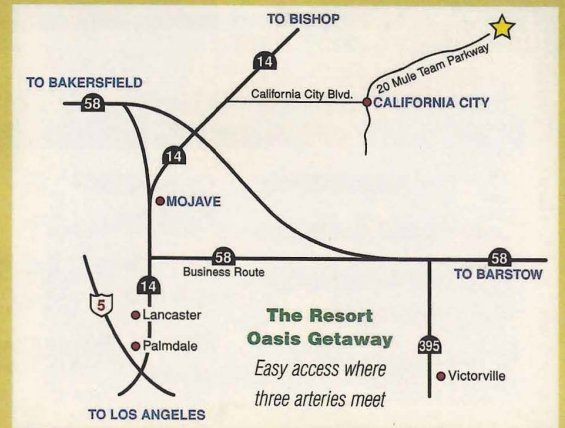 TO BISHOP
14
20 Mule Team Parkway
TO BAKERSFIELD
58
California City Blvd.
CALIFORNIA CITY
14
MOJAVE
58
Business Route
58
TO BARSTOW
14
5
Lancaster
Palmdale
The Resort
Oasis Getaway
Easy access where
three arteries meet
395
Victorville
TO LOS ANGELES